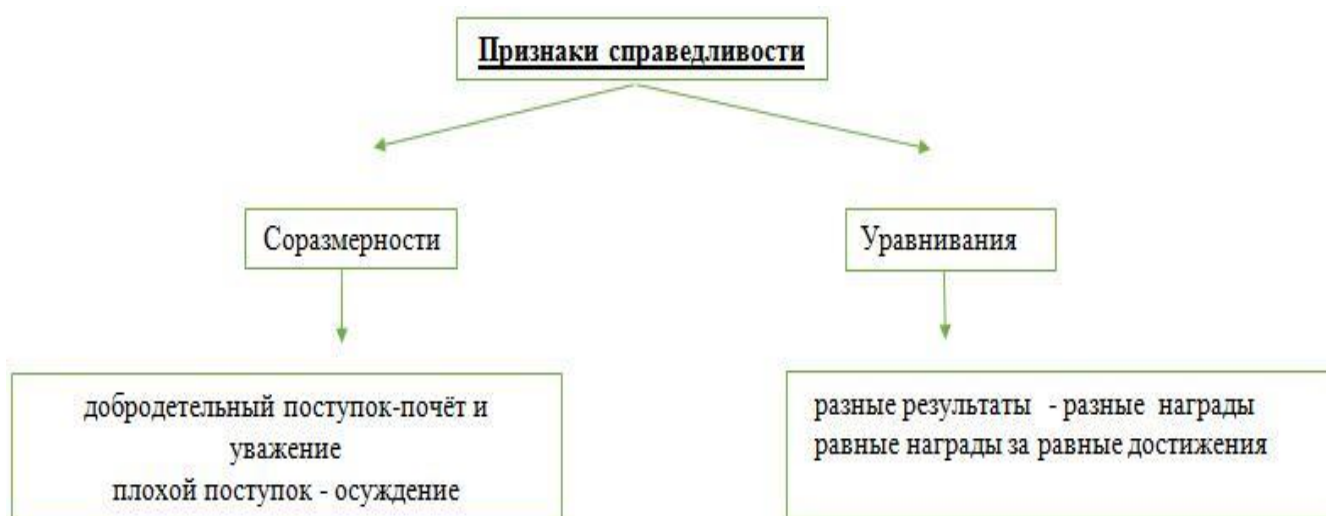 Признаки справедливости
Соразмерности
Уравнивания
добродетельный поступок-почёт и
уважение
плохой поступок - осуждение
разные результаты - разные награды
равные награды за равные достижения